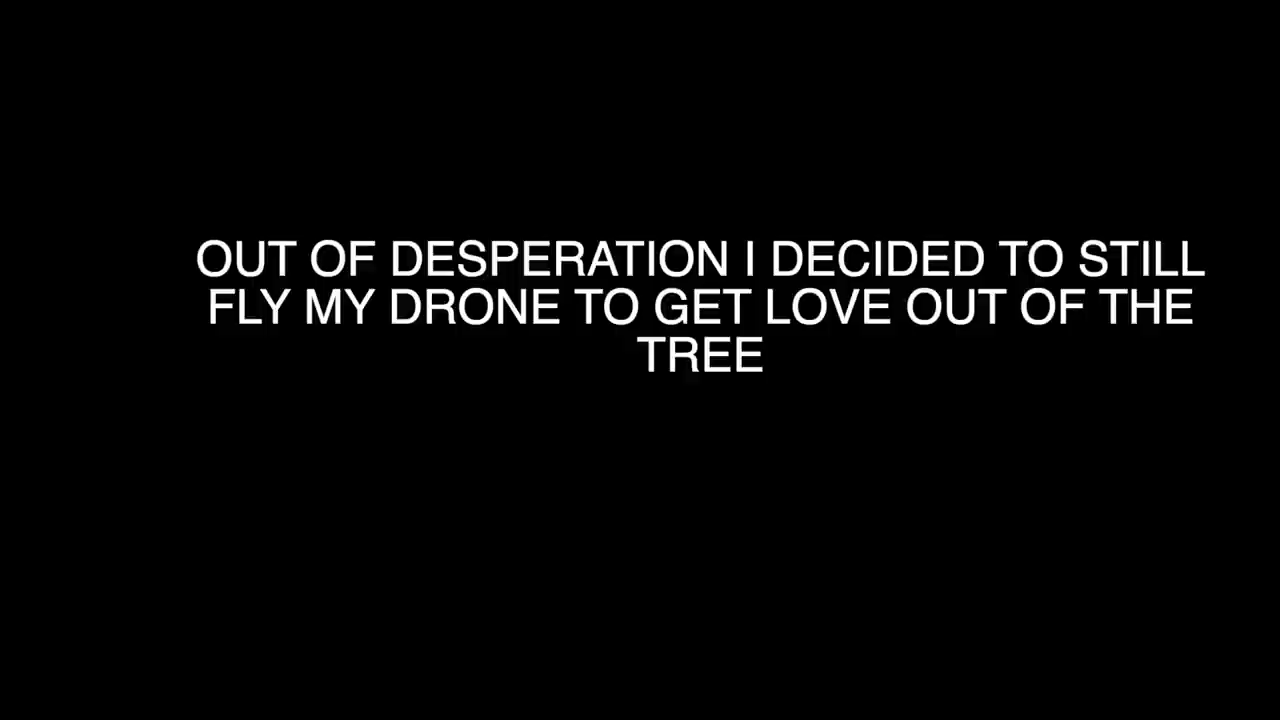 OUT OF DESPERATION I DECIDED TO STILL
FLY MY DRONE TO GET LOVE OUT OF THE
TREE